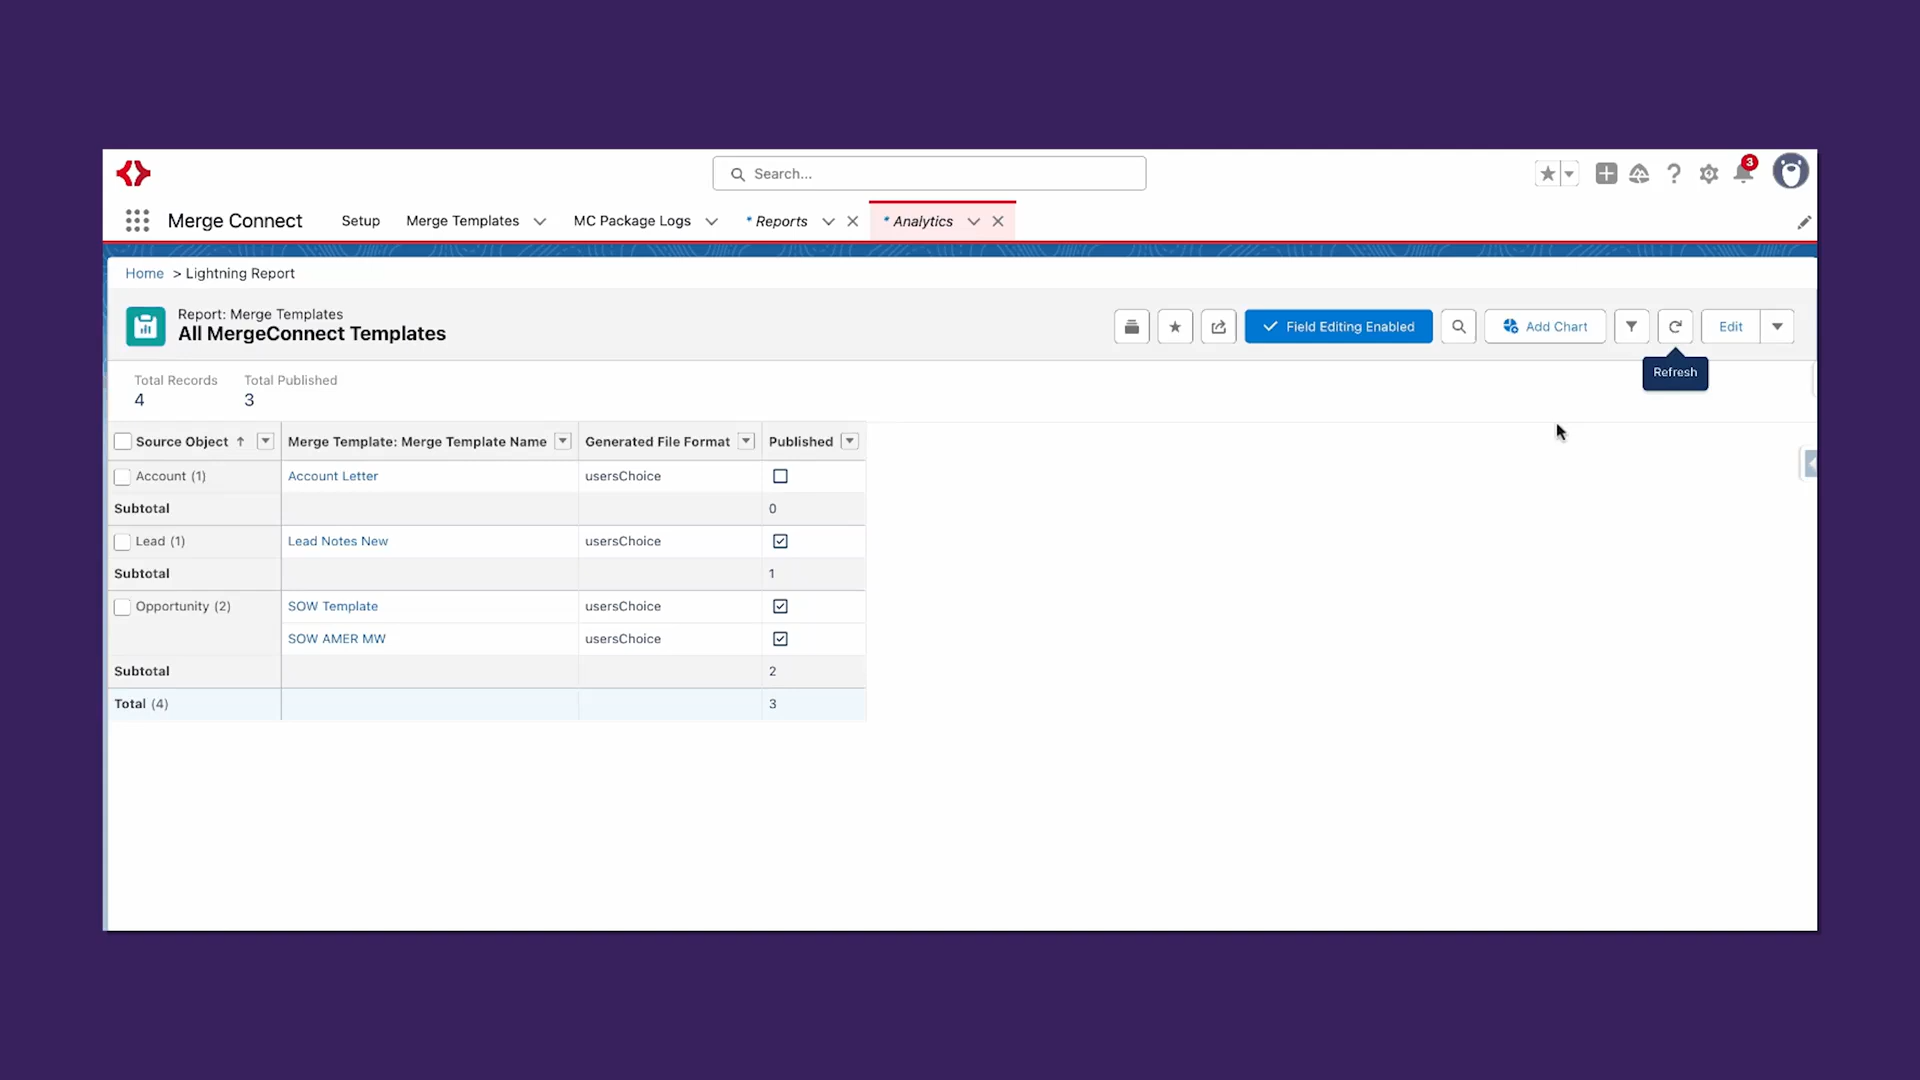 Search...
3
Merge Connect Setup Merge Templates MC Package Logs * Reports * Analytics
Home > Lightning Report
Report: Merge Templates
All MergeConnect Templates
Field Editing Enabled Add Chart Edit
Refresh
Total Records Total Published
4 3
Source Object ↑ Merge Template: Merge Template Name Generated File Format Published
Account (1) Account Letter usersChoice
Subtotal 0
Lead (1) Lead Notes New usersChoice
Subtotal 1
Opportunity (2) SOW Template usersChoice
SOW AMER MW usersChoice
Subtotal 2
Total (4) 3